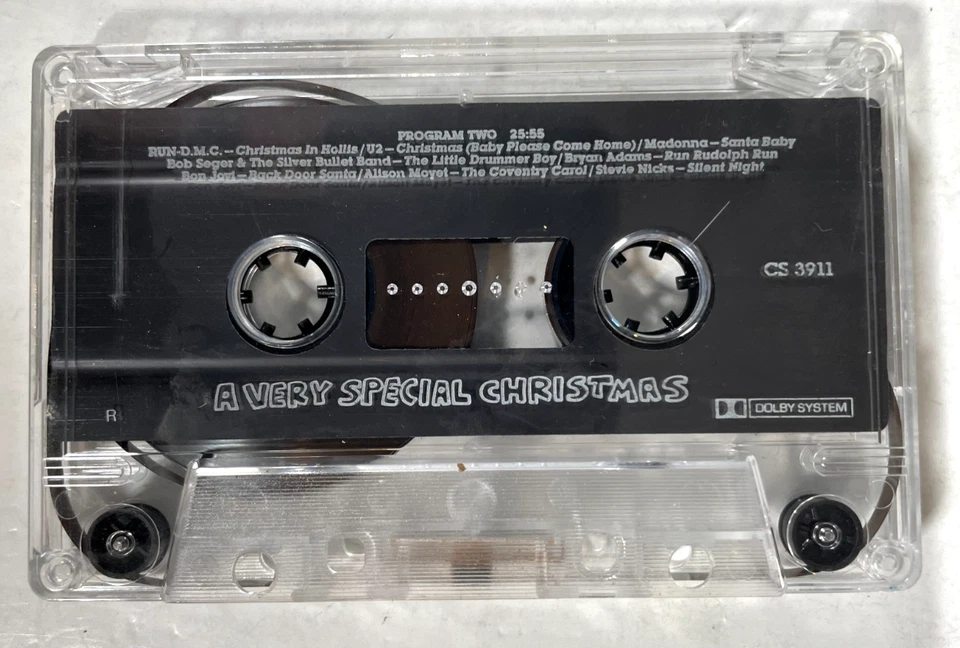 PROGRAM TWO 25:55
RUN-D.M.C. – Christmas In Hollis / U2 – Christmas (Baby Please Come Home) / Madonna – Santa Baby
Bob Seger & The Silver Bullet Band – The Little Drummer Boy / Bryan Adams – Run Rudolph Run
Bon Jovi – Back Door Santa / Alison Moyet – The Coventry Carol / Stevie Nicks – Silent Night
CS 3911
A VERY SPECIAL CHRISTMAS
R
DOLBY SYSTEM